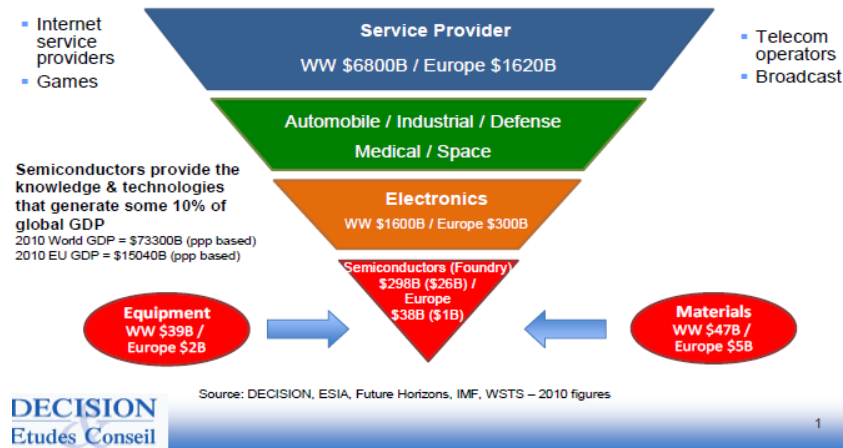 Internet
service
providers
Games
Service Provider
WW $6800B / Europe $1620B
Telecom
operators
Broadcast
Automobile / Industrial / Defense
Medical / Space
Semiconductors provide the
knowledge & technologies
that generate some 10% of
global GDP
2010 World GDP = $73300B (ppp based)
2010 EU GDP = $15040B (ppp based)
Electronics
WW $1600B / Europe $300B
Semiconductors (Foundry)
$298B ($26B) /
Europe
$38B ($1B)
Equipment
WW $39B /
Europe $2B
Materials
WW $47B /
Europe $5B
Source: DECISION, ESIA, Future Horizons, IMF, WSTS – 2010 figures
DECISION
&
Etudes Conseil
1